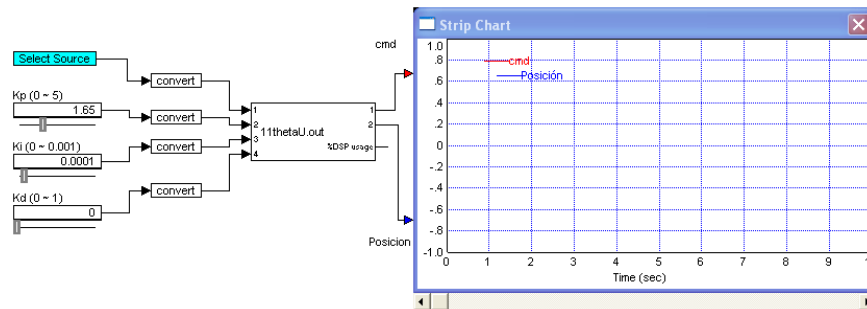 Select Source
convert
Kp (0 ~ 5)
1.65
convert
Ki (0 ~ 0.001)
0.0001
convert
Kd (0 ~ 1)
0
convert
1
2
3
4
11thetaU.out
1
2
%DSP usage
cmd
Posicion
Strip Chart
cmd
Posición
1.0
.8
.6
.4
.2
0
-.2
-.4
-.6
-.8
-1.0
0 1 2 3 4 5 6 7 8 9 1
Time (sec)